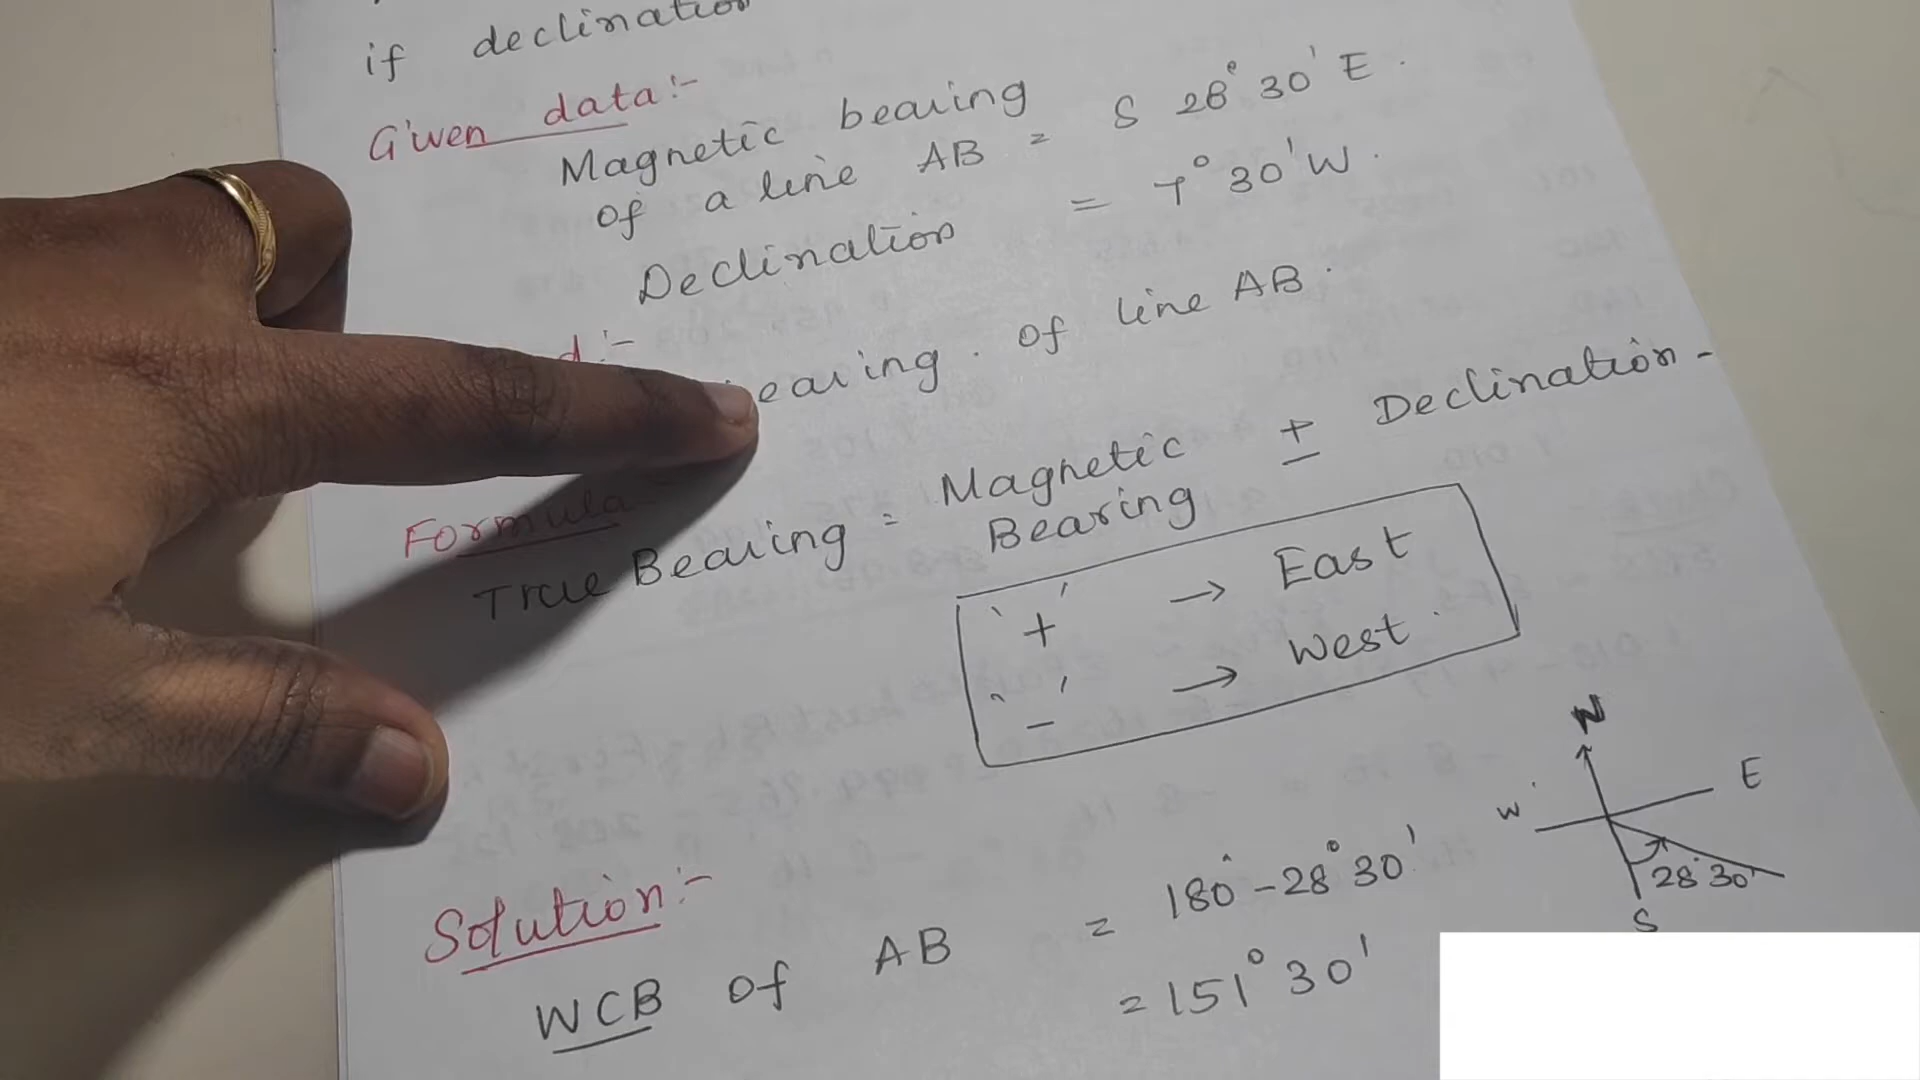 if declination
Given data:-
Magnetic bearing
of a line AB = S 28° 30' E.
Declination = 7° 30' W.
of line AB.
True Bearing = Magnetic ± Declination -
Bearing
Formula
'+' → East
'-' → West.
N
W E
28° 30'
S
Solution:-
WCB of AB = 180° - 28° 30'
= 151° 30'